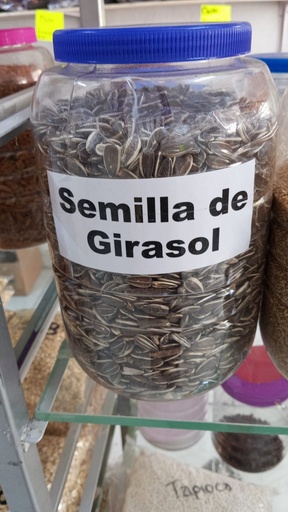 Semilla de
Girasol
Tapioca